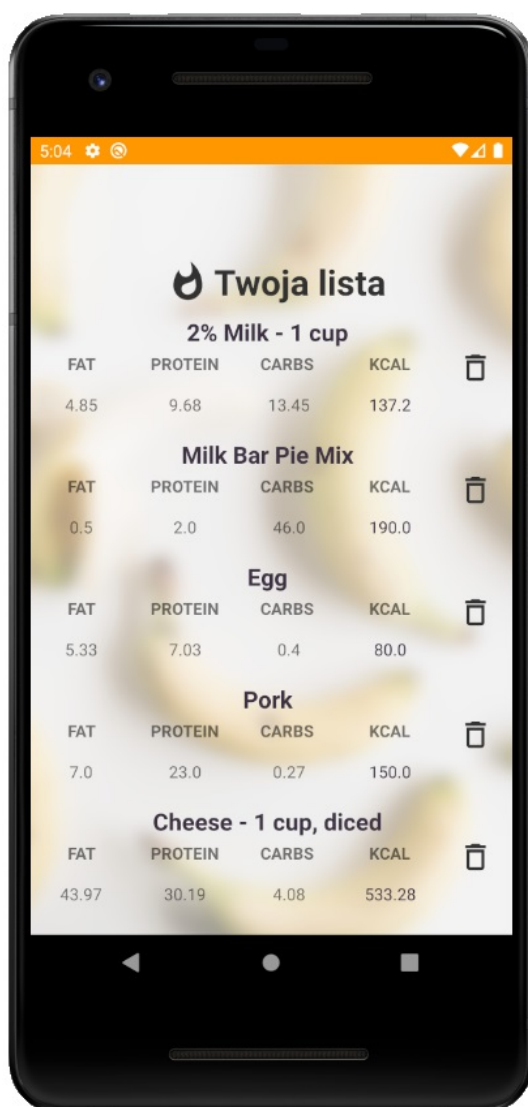 5:04
Twoja lista
2% Milk - 1 cup
FAT PROTEIN CARBS KCAL
4.85 9.68 13.45 137.2
Milk Bar Pie Mix
FAT PROTEIN CARBS KCAL
0.5 2.0 46.0 190.0
Egg
FAT PROTEIN CARBS KCAL
5.33 7.03 0.4 80.0
Pork
FAT PROTEIN CARBS KCAL
7.0 23.0 0.27 150.0
Cheese - 1 cup, diced
FAT PROTEIN CARBS KCAL
43.97 30.19 4.08 533.28